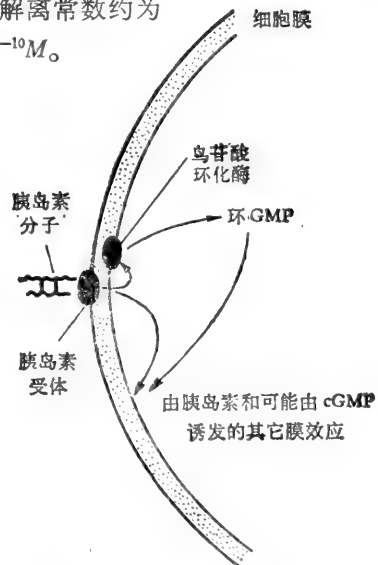 解离常数约为
⁻¹⁰M。
细胞膜
鸟苷酸
环化酶
胰岛素
分子
环GMP
胰岛素
受体
由胰岛素和可能由cGMP
诱发的其它膜效应